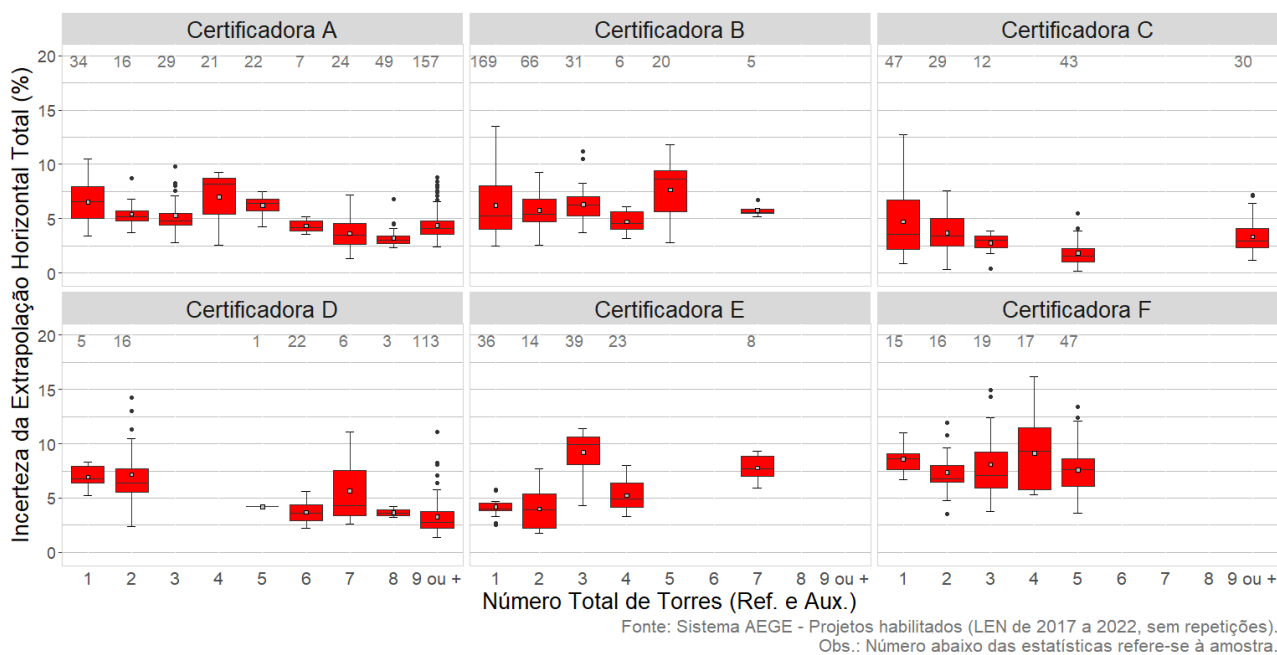 Certificadora A
Certificadora B
Certificadora C
34 16 29 21 22 7 24 49 157
169 66 31 6 20 5
47 29 12 43 30
20
15
10
5
0
Certificadora D
Certificadora E
Certificadora F
5 16 1 22 6 3 113
36 14 39 23 8
15 16 19 17 47
20
15
10
5
0
Incerteza da Extrapolação Horizontal Total (%)
1 2 3 4 5 6 7 8 9 ou +
1 2 3 4 5 6 7 8 9 ou +
1 2 3 4 5 6 7 8 9 ou +
Número Total de Torres (Ref. e Aux.)
Fonte: Sistema AEGE - Projetos habilitados (LEN de 2017 a 2022, sem repetições).
Obs.: Número abaixo das estatísticas refere-se à amostra.